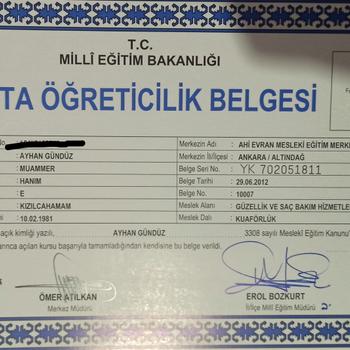 T.C.
MİLLÎ EĞİTİM BAKANLIĞI
TA ÖĞRETİCİLİK BELGESİ
No
: AYHAN GÜNDÜZ
: MUAMMER
: HANIM
: E
: KIZILCAHAMAM
: 10.02.1981
Merkezin Adı : AHİ EVRAN MESLEKİ EĞİTİM MERKE
Merkezin İl/İlçesi : ANKARA / ALTINDAĞ
Belge Seri No. : YK 702051811
Belge Tarihi : 29.06.2012
Belge No : 10007
Meslek Alanı : GÜZELLİK VE SAÇ BAKIM HİZMETLE
Meslek Dalı : KUAFÖRLÜK
açık kimliği yazılı, AYHAN GÜNDÜZ 3308 sayılı Meslekî Eğitim Kanunu'
arınca açılan kursu başarıyla tamamladığından kendisine bu belge verildi.
ÖMER ATILKAN
Merkez Müdürü
EROL BOZKURT
İl/İlçe Millî Eğitim Müdürü